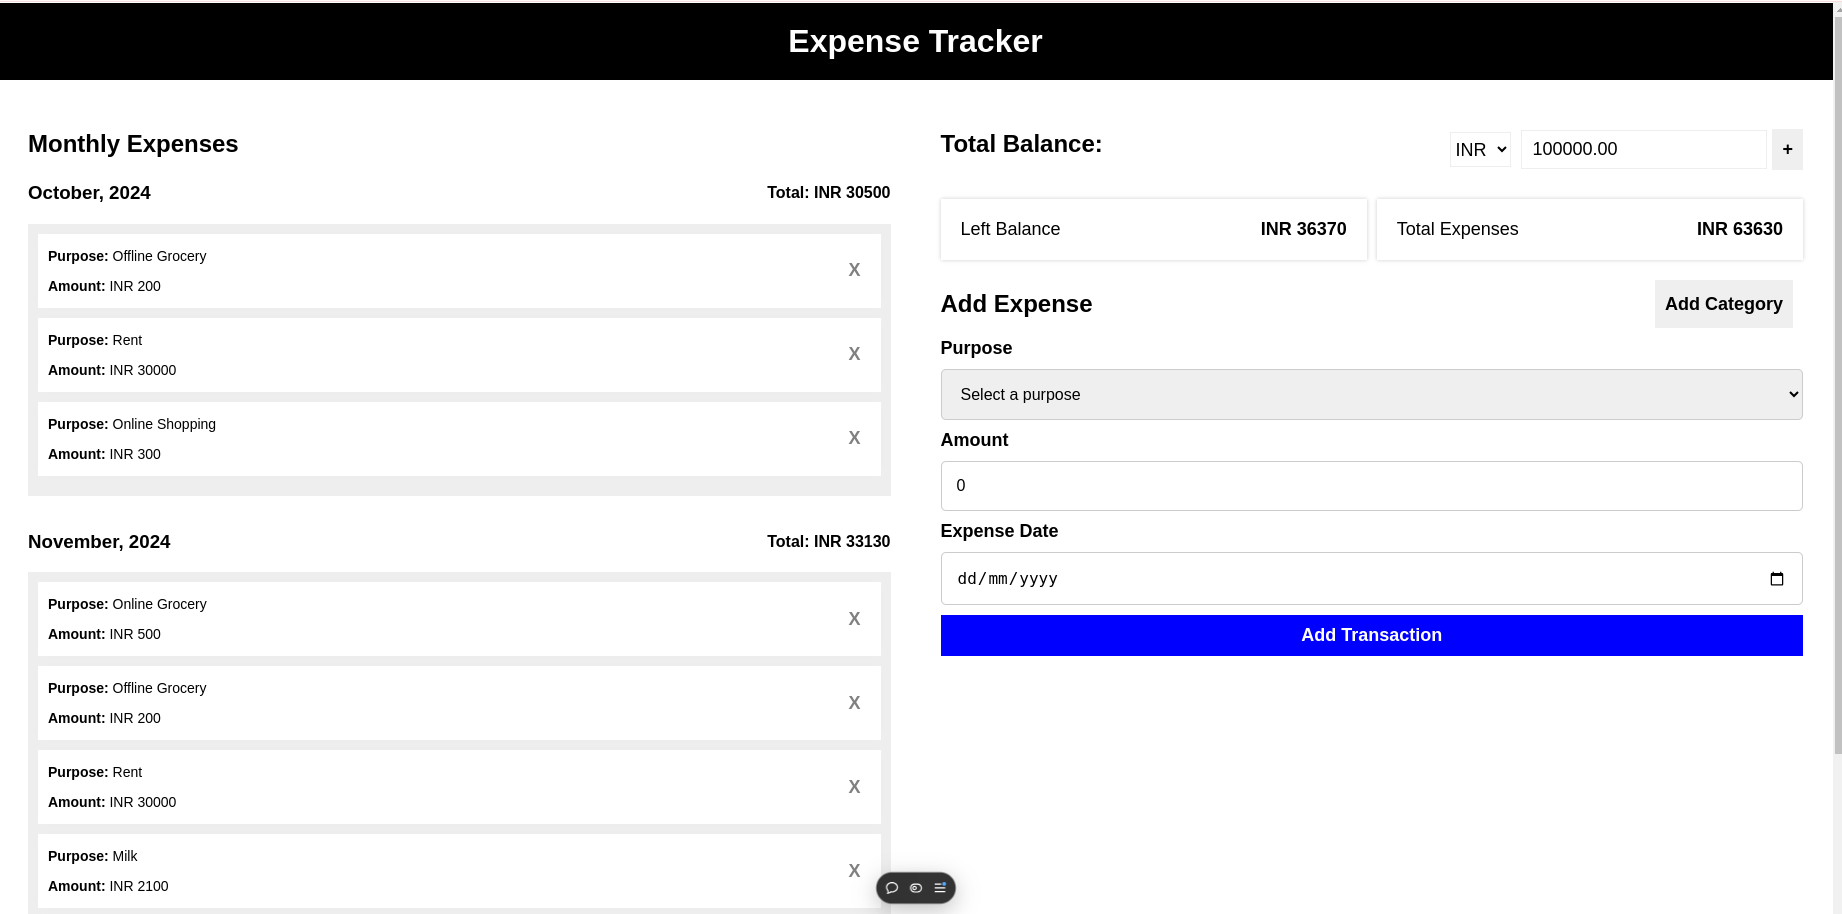 Expense Tracker
Monthly Expenses
October, 2024
Total: INR 30500
Purpose: Offline Grocery
Amount: INR 200
X
Purpose: Rent
Amount: INR 30000
X
Purpose: Online Shopping
Amount: INR 300
X
November, 2024
Total: INR 33130
Purpose: Online Grocery
Amount: INR 500
X
Purpose: Offline Grocery
Amount: INR 200
X
Purpose: Rent
Amount: INR 30000
X
Purpose: Milk
Amount: INR 2100
X
Total Balance:
INR
100000.00
+
Left Balance
INR 36370
Total Expenses
INR 63630
Add Expense
Add Category
Purpose
Select a purpose
Amount
0
Expense Date
dd/mm/yyyy
Add Transaction